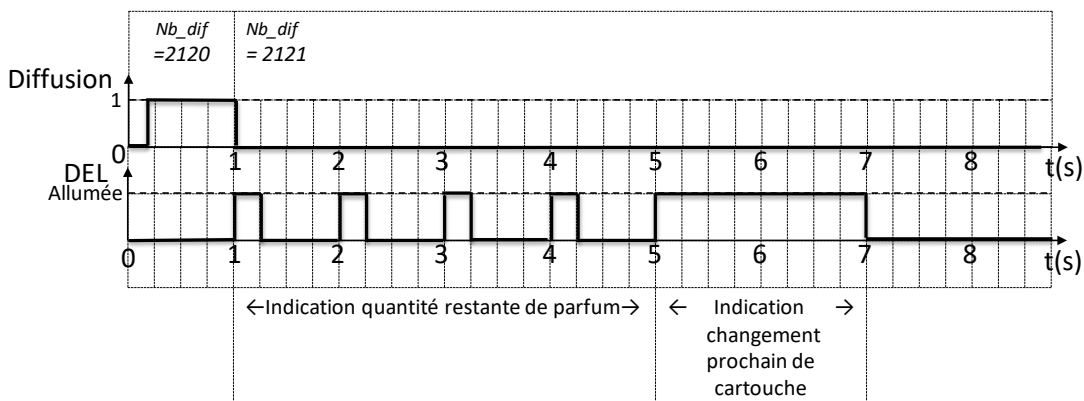 Nb_dif
=2120
Nb_dif
= 2121
Diffusion
1
0
1 2 3 4 5 6 7 8
t(s)
DEL
Allumée
0 1 2 3 4 5 6 7 8
t(s)
←Indication quantité restante de parfum→
← Indication →
changement
prochain de
cartouche